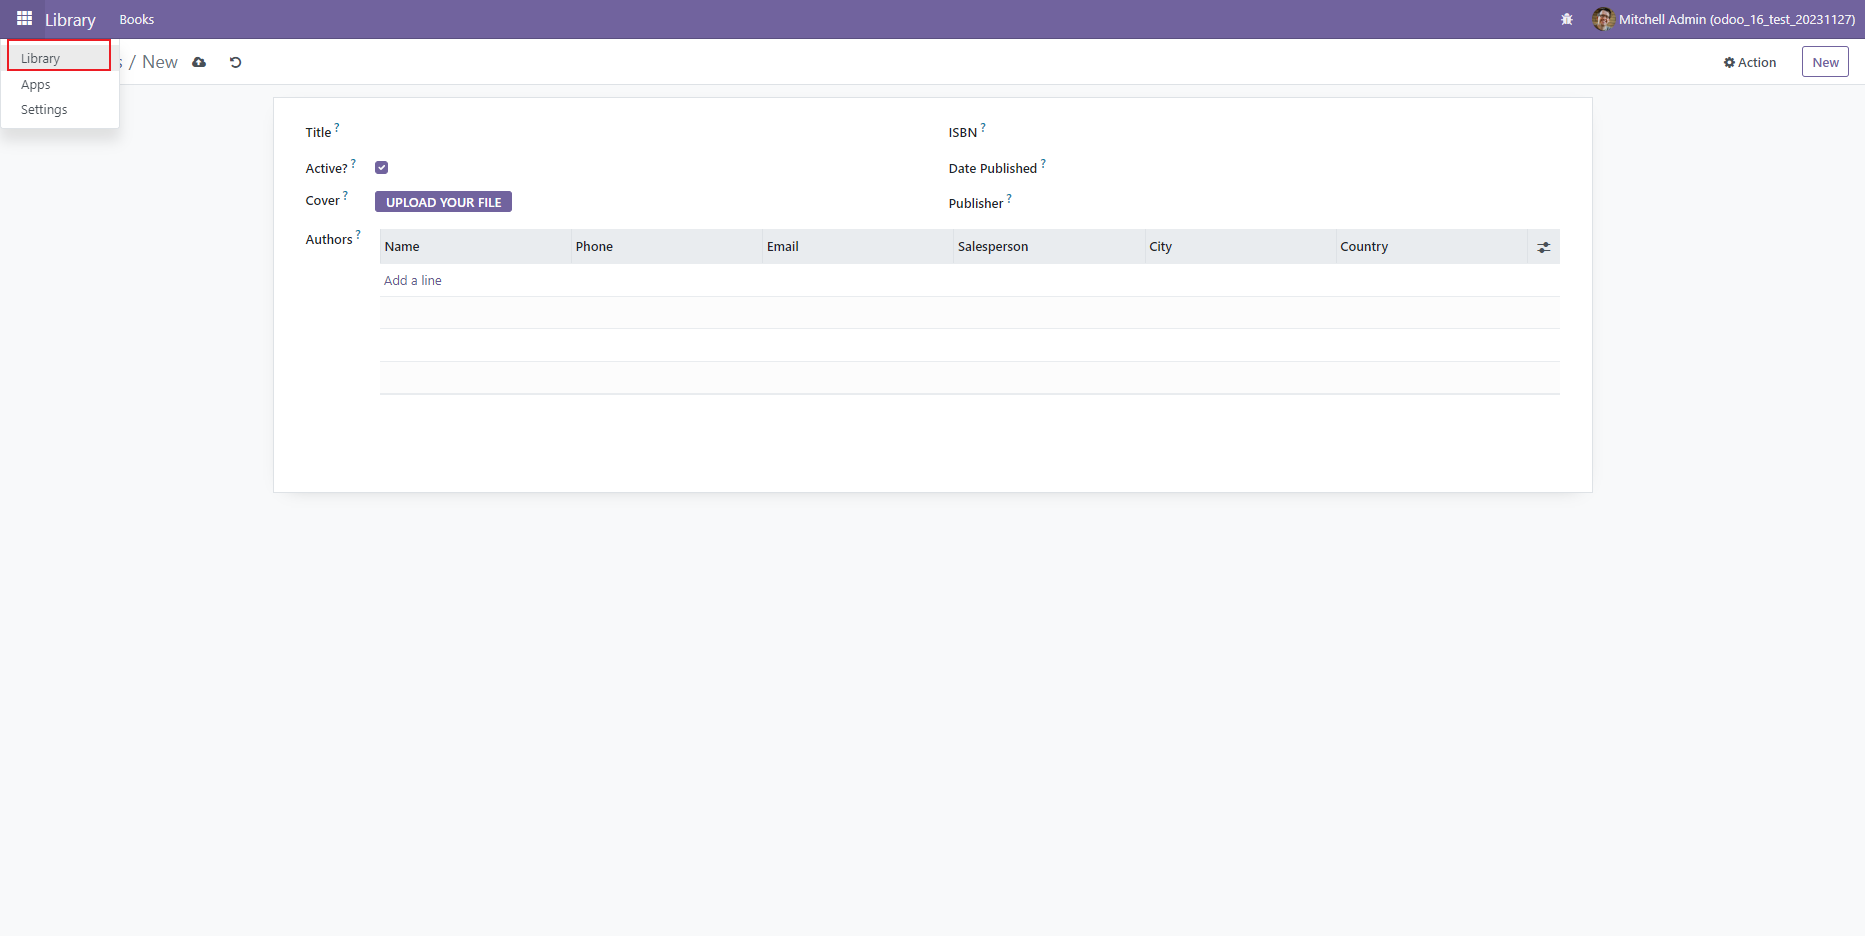 Library Books Mitchell Admin (odoo_16_test_20231127)
Library
Apps
Settings
s / New Action New
Title ? ISBN ?
Active? ? Date Published ?
Cover ? UPLOAD YOUR FILE Publisher ?
Authors ? Name Phone Email Salesperson City Country
Add a line